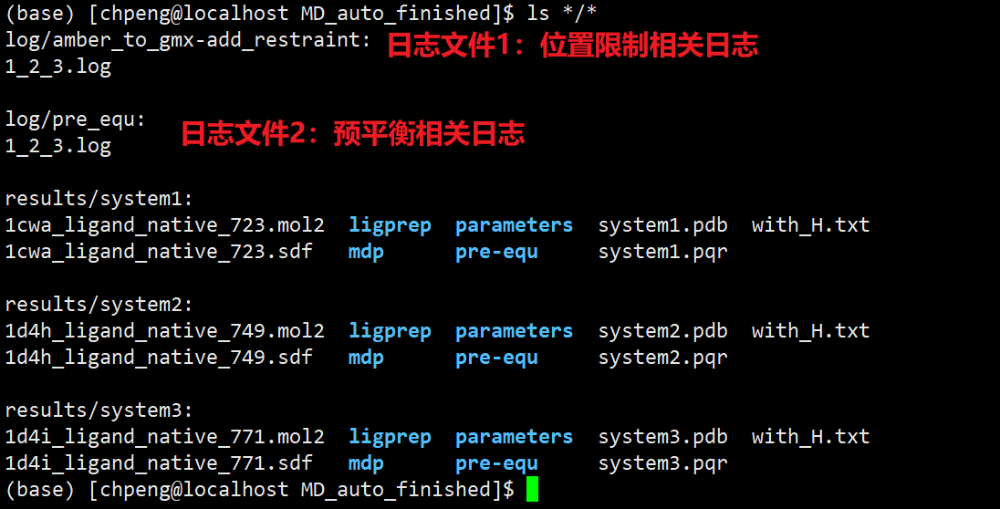 (base) [chpeng@localhost MD_auto_finished]$ ls */*
log/amber_to_gmx-add_restraint: 日志文件1：位置限制相关日志
1_2_3.log
log/pre_equ: 日志文件2：预平衡相关日志
1_2_3.log
results/system1:
1cwa_ligand_native_723.mol2 ligprep parameters system1.pdb with_H.txt
1cwa_ligand_native_723.sdf mdp pre-equ system1.pqr
results/system2:
1d4h_ligand_native_749.mol2 ligprep parameters system2.pdb with_H.txt
1d4h_ligand_native_749.sdf mdp pre-equ system2.pqr
results/system3:
1d4i_ligand_native_771.mol2 ligprep parameters system3.pdb with_H.txt
1d4i_ligand_native_771.sdf mdp pre-equ system3.pqr
(base) [chpeng@localhost MD_auto_finished]$